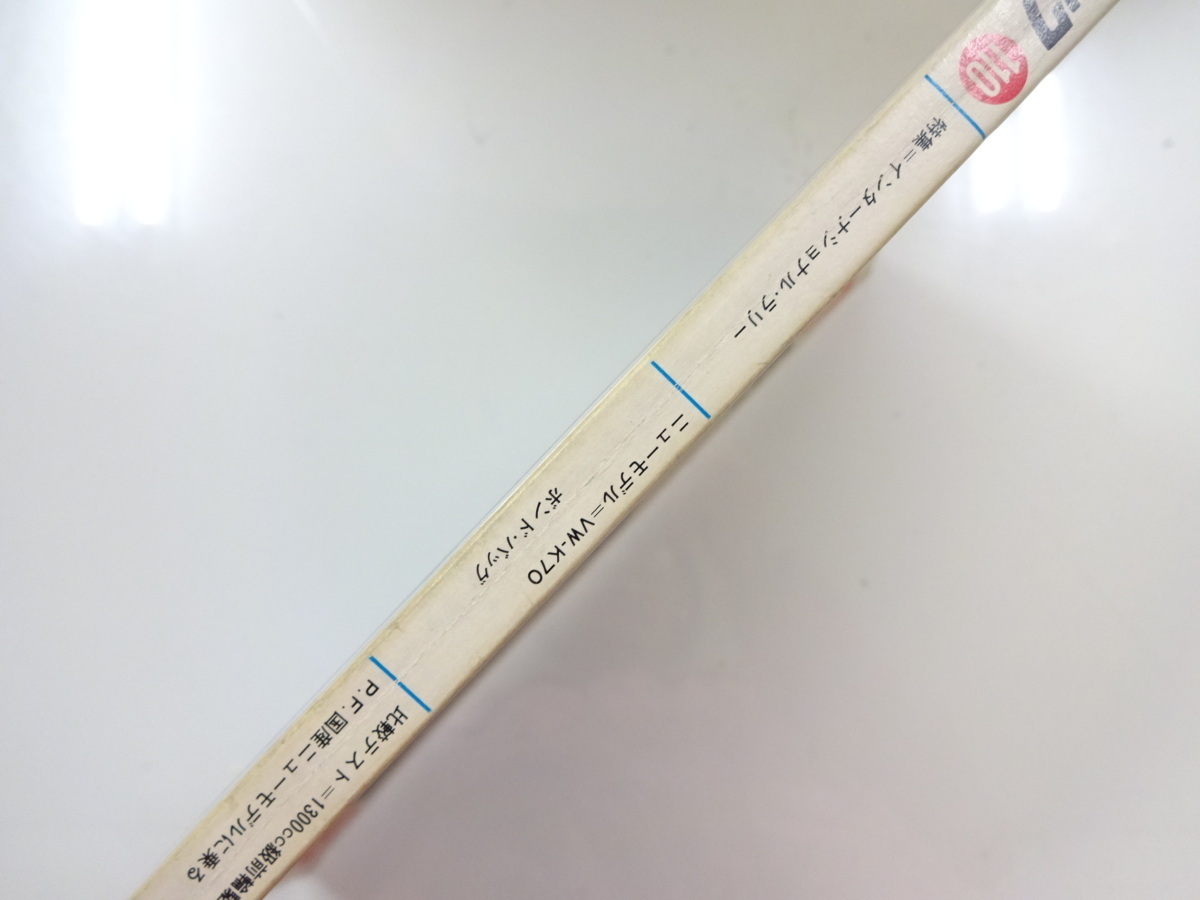 110
特集=インターナショナル・ラリー
ニューモデル=VW-K70
ボンド・バッグ
比較テスト=1300cc級前輪駆
P.F.国産ニューモデルに乗る